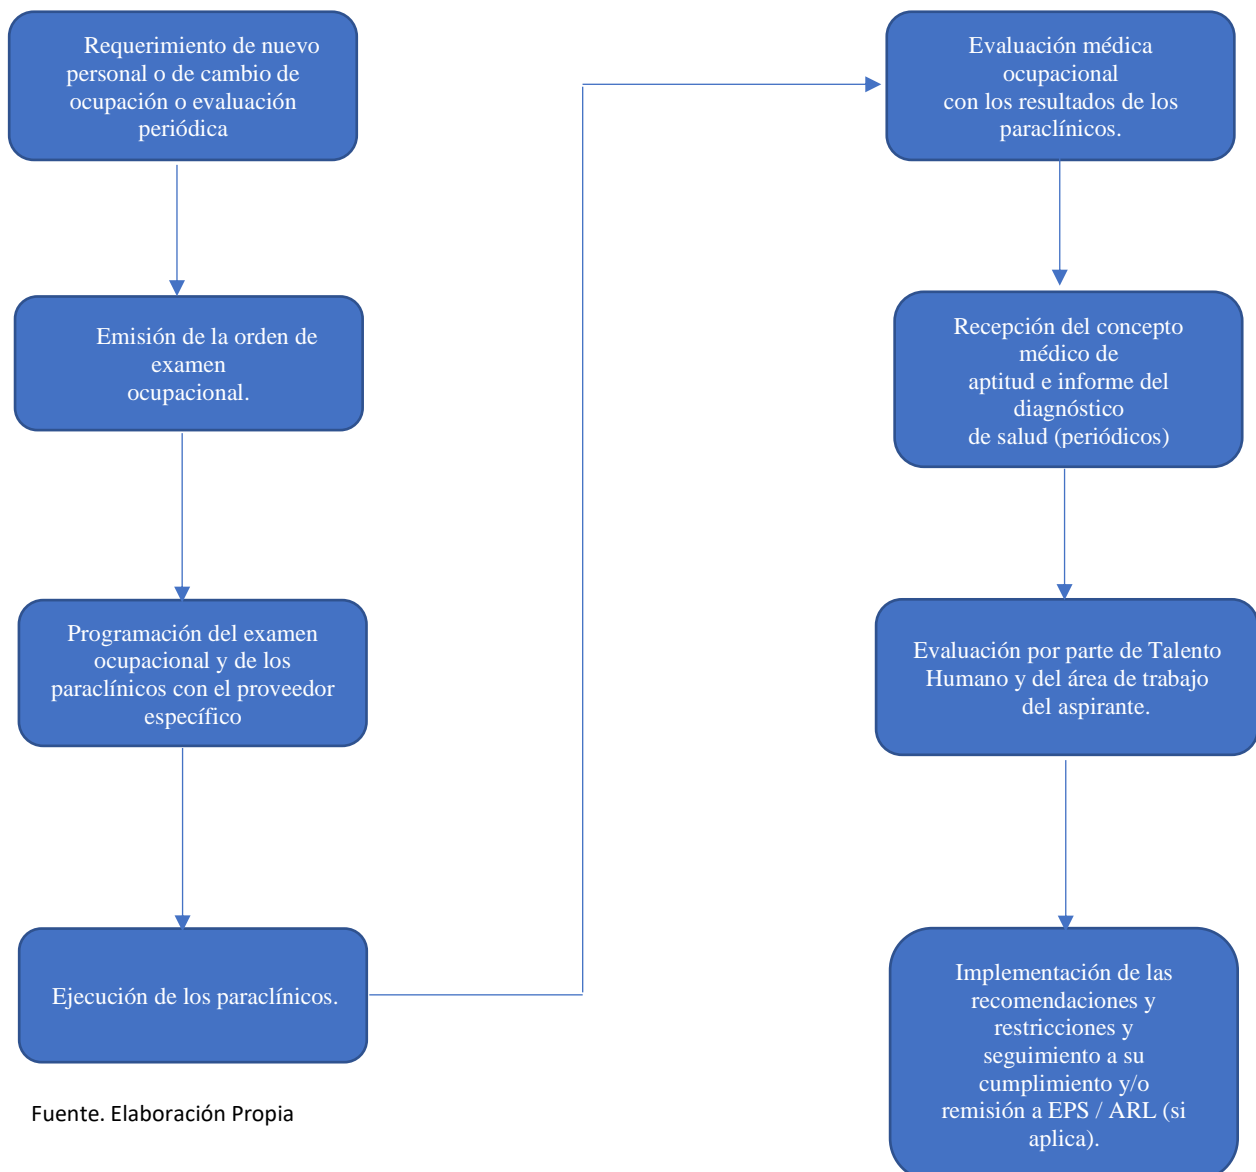 Requerimiento de nuevo
personal o de cambio de
ocupación o evaluación
periódica
Emisión de la orden de
examen
ocupacional.
Programación del examen
ocupacional y de los
paraclínicos con el proveedor
específico
Ejecución de los paraclínicos.
Evaluación médica
ocupacional
con los resultados de los
paraclínicos.
Recepción del concepto
médico de
aptitud e informe del
diagnóstico
de salud (periódicos)
Evaluación por parte de Talento
Humano y del área de trabajo
del aspirante.
Implementación de las
recomendaciones y
restricciones y
seguimiento a su
cumplimiento y/o
remisión a EPS / ARL (si
aplica).
Fuente. Elaboración Propia